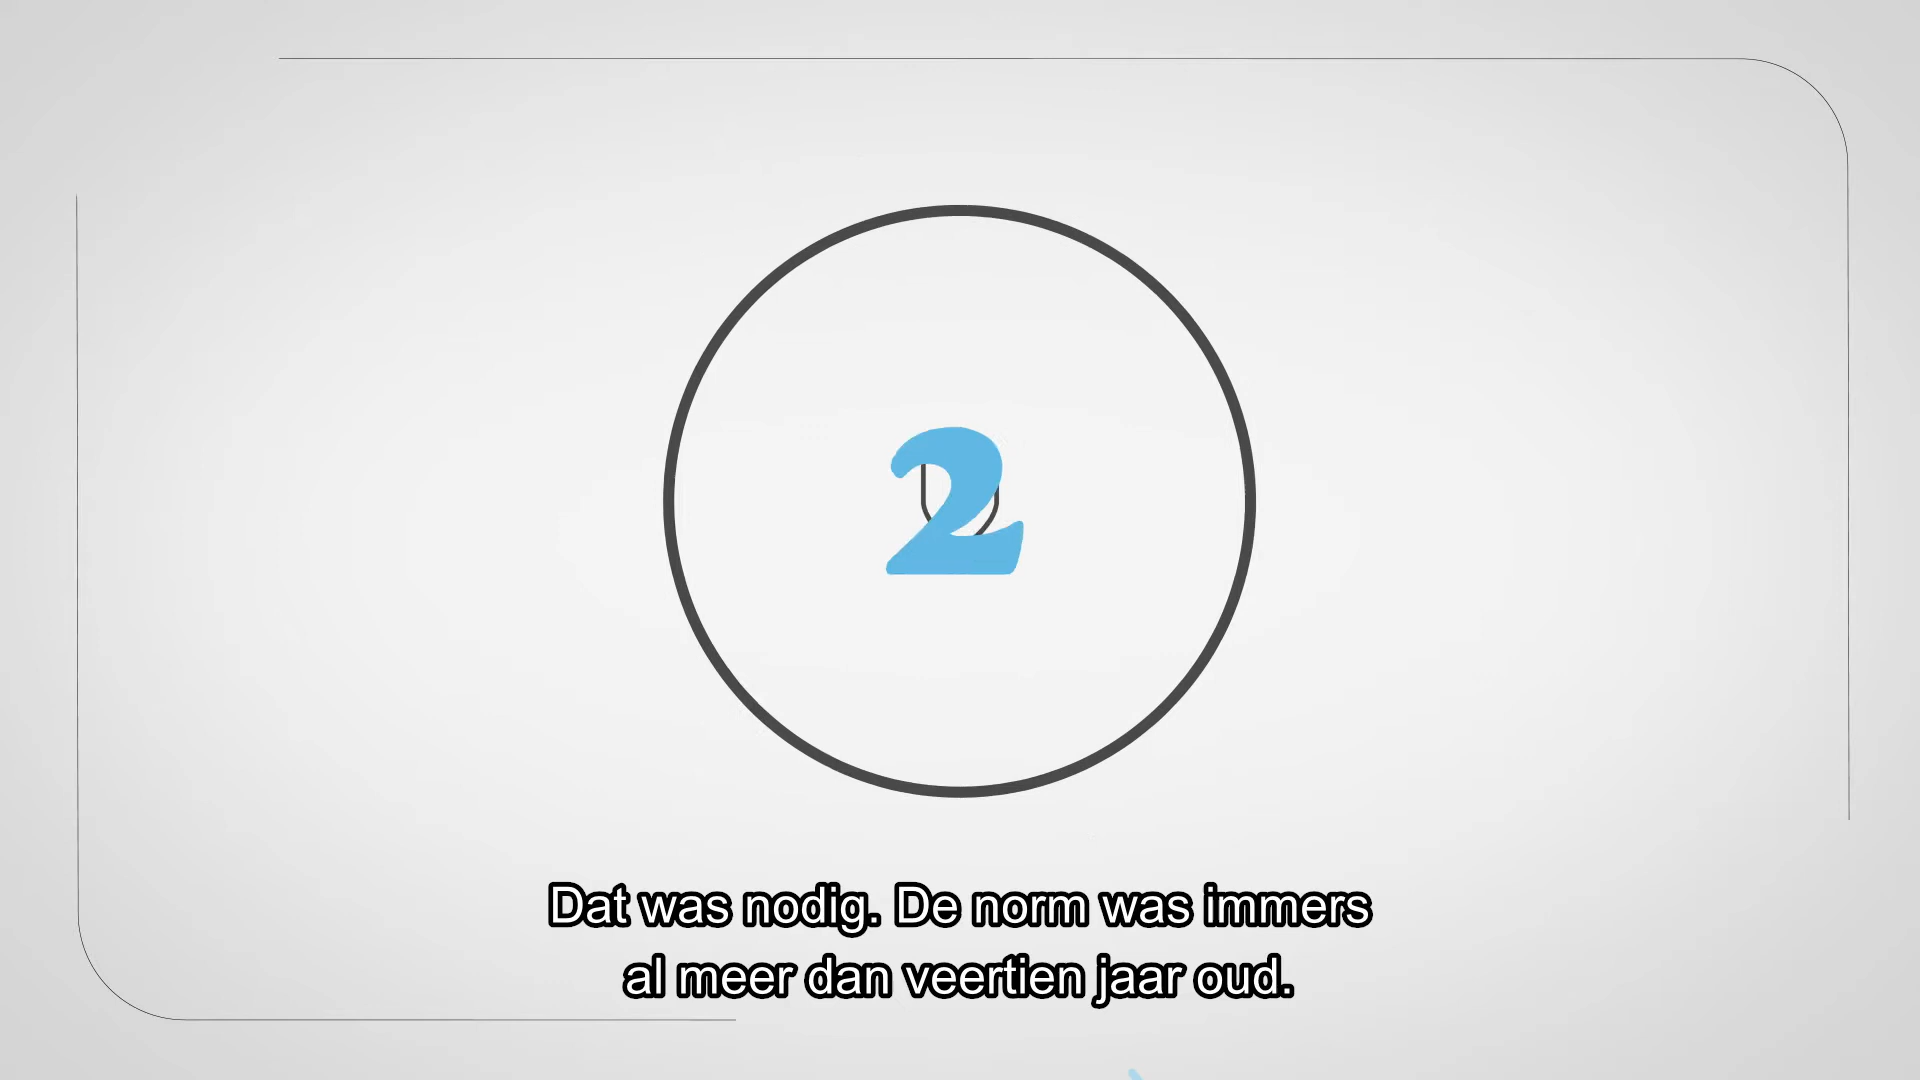 2
Dat was nodig. De norm was immers
al meer dan veertien jaar oud.